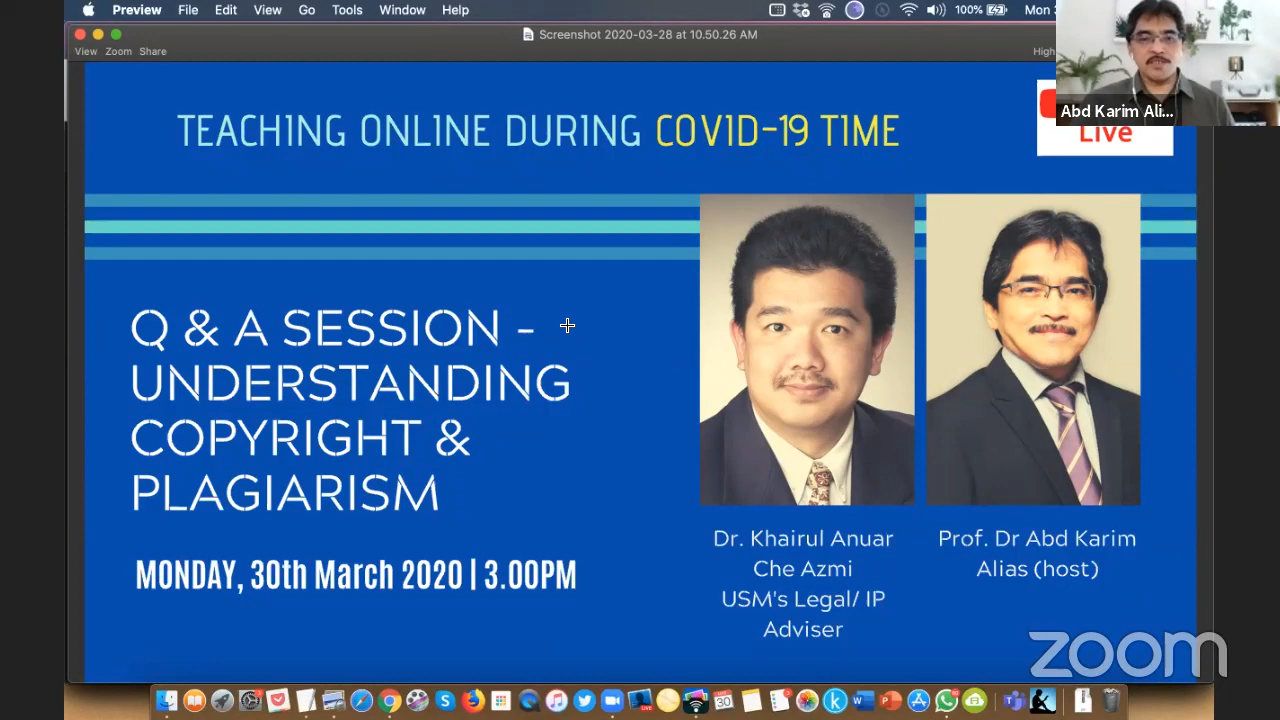 Preview File Edit View Go Tools Window Help 100% Mon
Screenshot 2020-03-28 at 10.50.26 AM
View Zoom Share High
Abd Karim Ali...
Live
TEACHING ONLINE DURING COVID-19 TIME
Q & A SESSION -
UNDERSTANDING
COPYRIGHT &
PLAGIARISM
MONDAY, 30th March 2020 | 3.00PM
Dr. Khairul Anuar
Che Azmi
USM's Legal/ IP
Adviser
Prof. Dr Abd Karim
Alias (host)
zoom